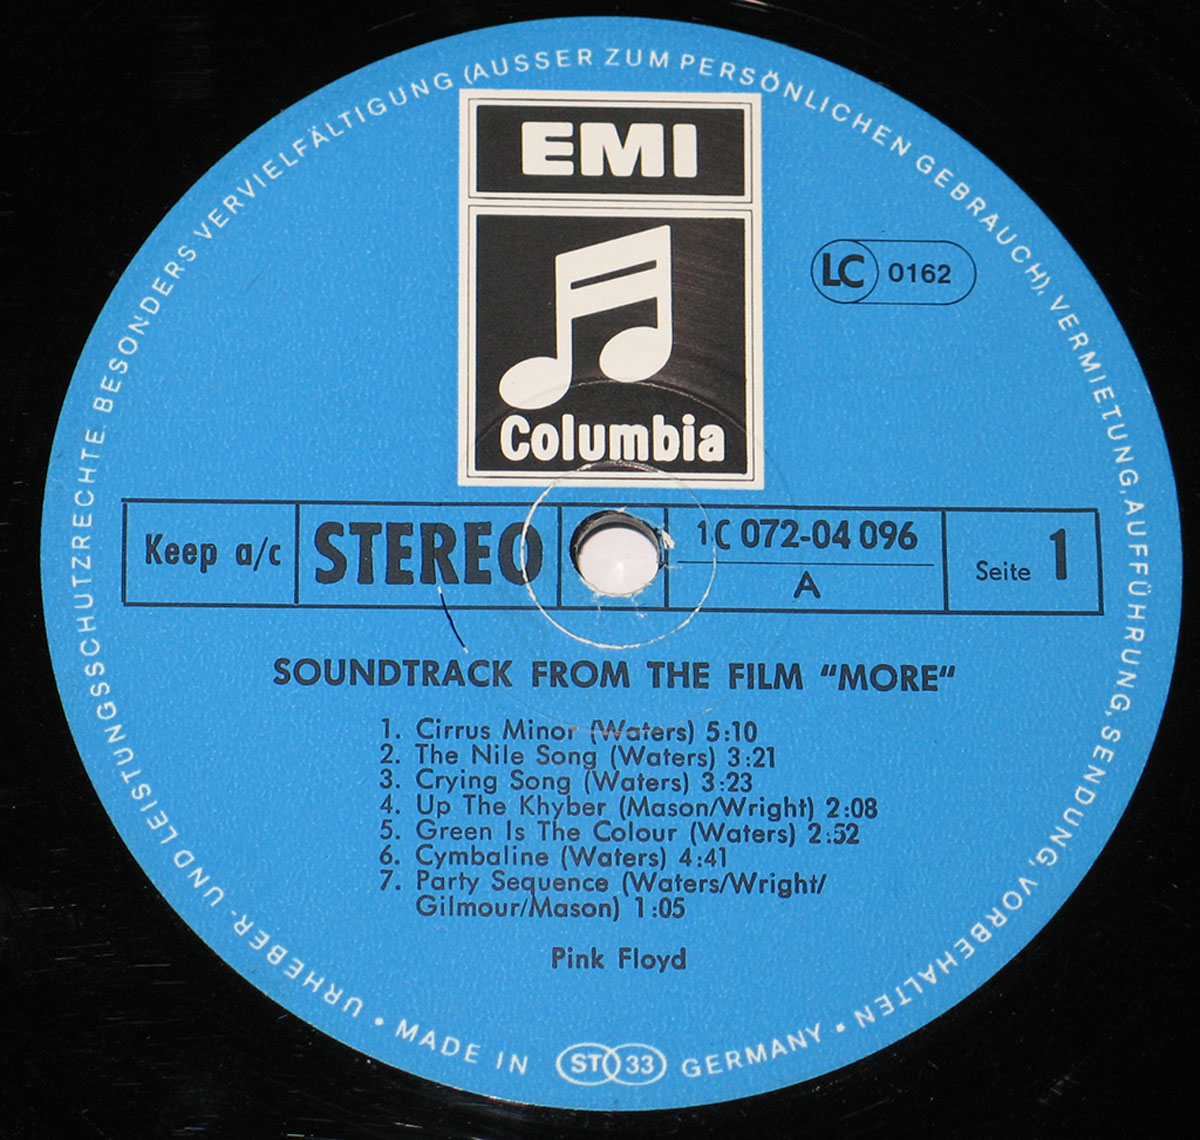 URHEBER- UND LEISTUNGSSCHUTZRECHTE. BESONDERS VERVIELFÄLTIGUNG (AUSSER ZUM PERSÖNLICHEN GEBRAUCH), VERMIETUNG, AUFFÜHRUNG, SENDUNG, VORBEHALTEN •
EMI
Columbia
LC 0162
Keep a/c
STEREO
1C 072-04 096
A
Seite 1
SOUNDTRACK FROM THE FILM “MORE“
1. Cirrus Minor (Waters) 5:10
2. The Nile Song (Waters) 3:21
3. Crying Song (Waters) 3:23
4. Up The Khyber (Mason/Wright) 2:08
5. Green Is The Colour (Waters) 2:52
6. Cymbaline (Waters) 4:41
7. Party Sequence (Waters/Wright/
Gilmour/Mason) 1:05
Pink Floyd
• MADE IN ST 33 GERMANY